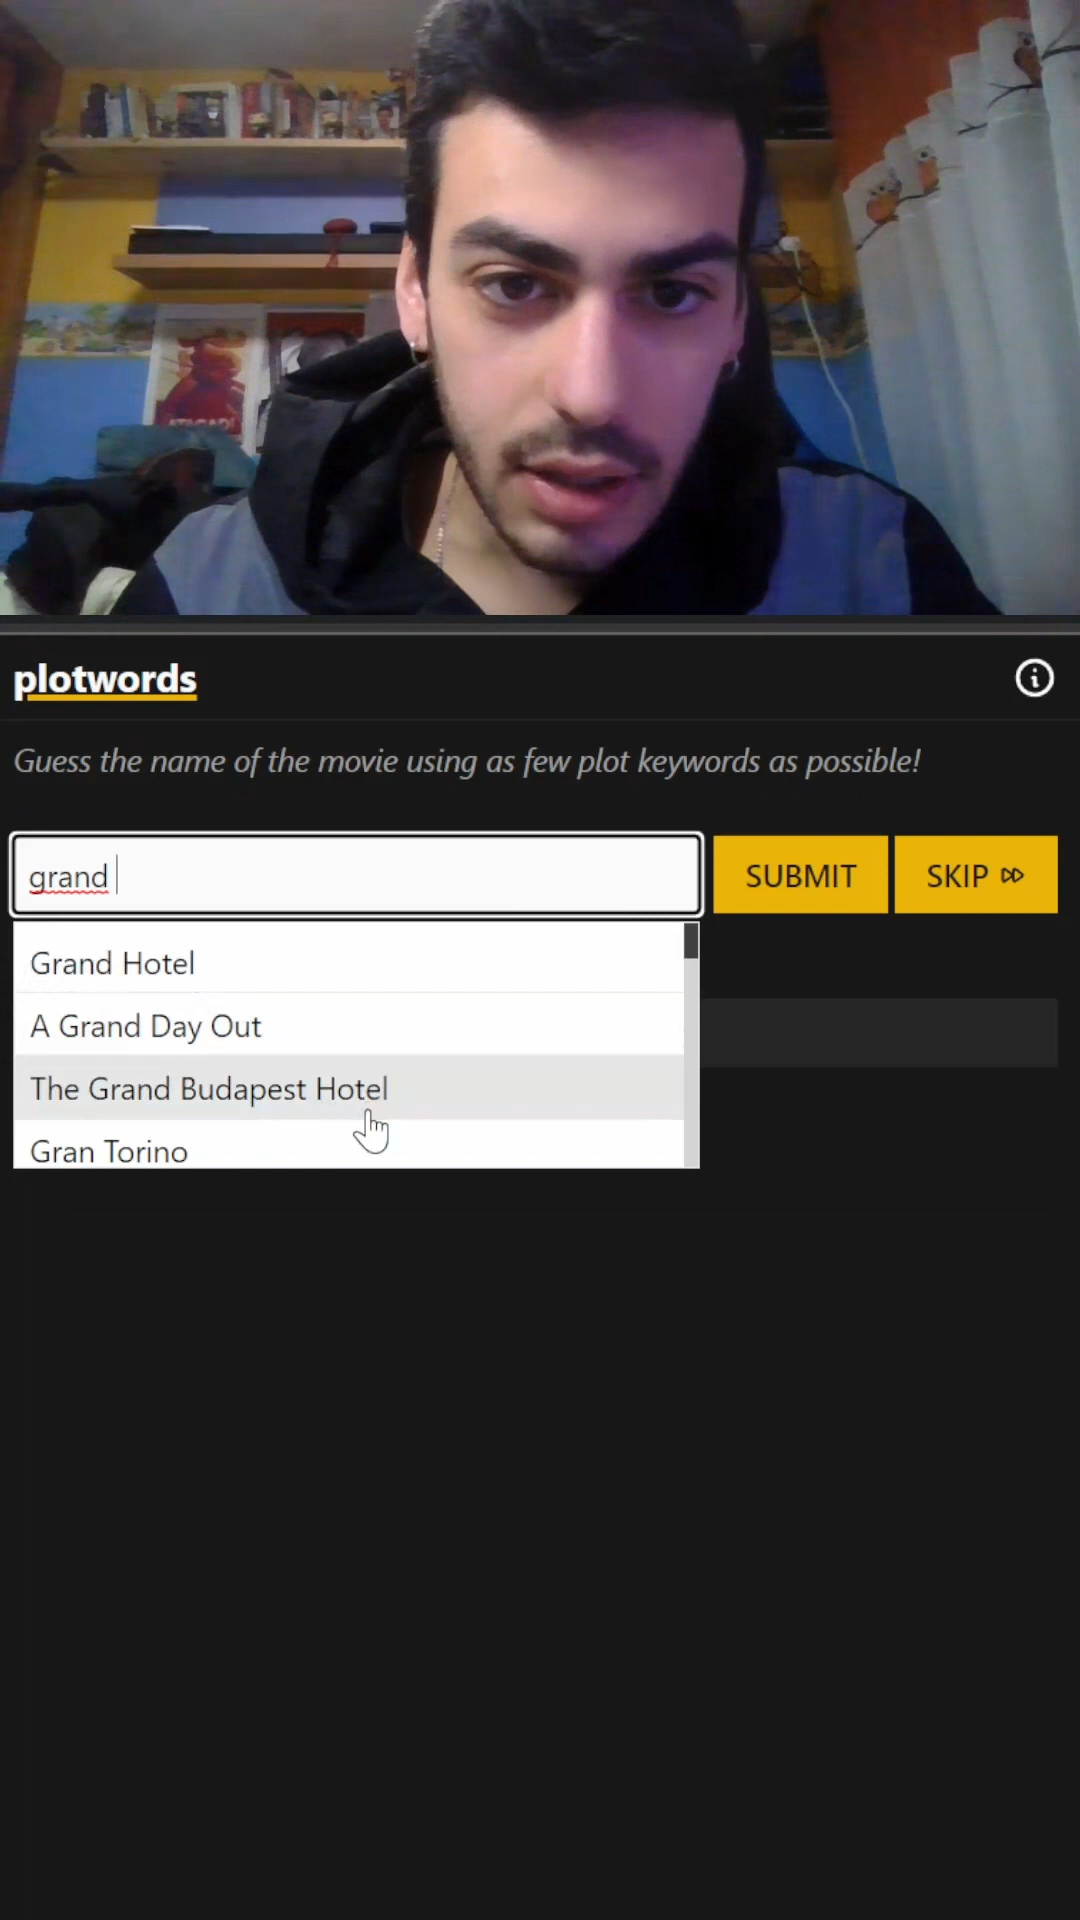 ATACAD!
plotwords
Guess the name of the movie using as few plot keywords as possible!
grand
SUBMIT
SKIP
Grand Hotel
A Grand Day Out
The Grand Budapest Hotel
Gran Torino